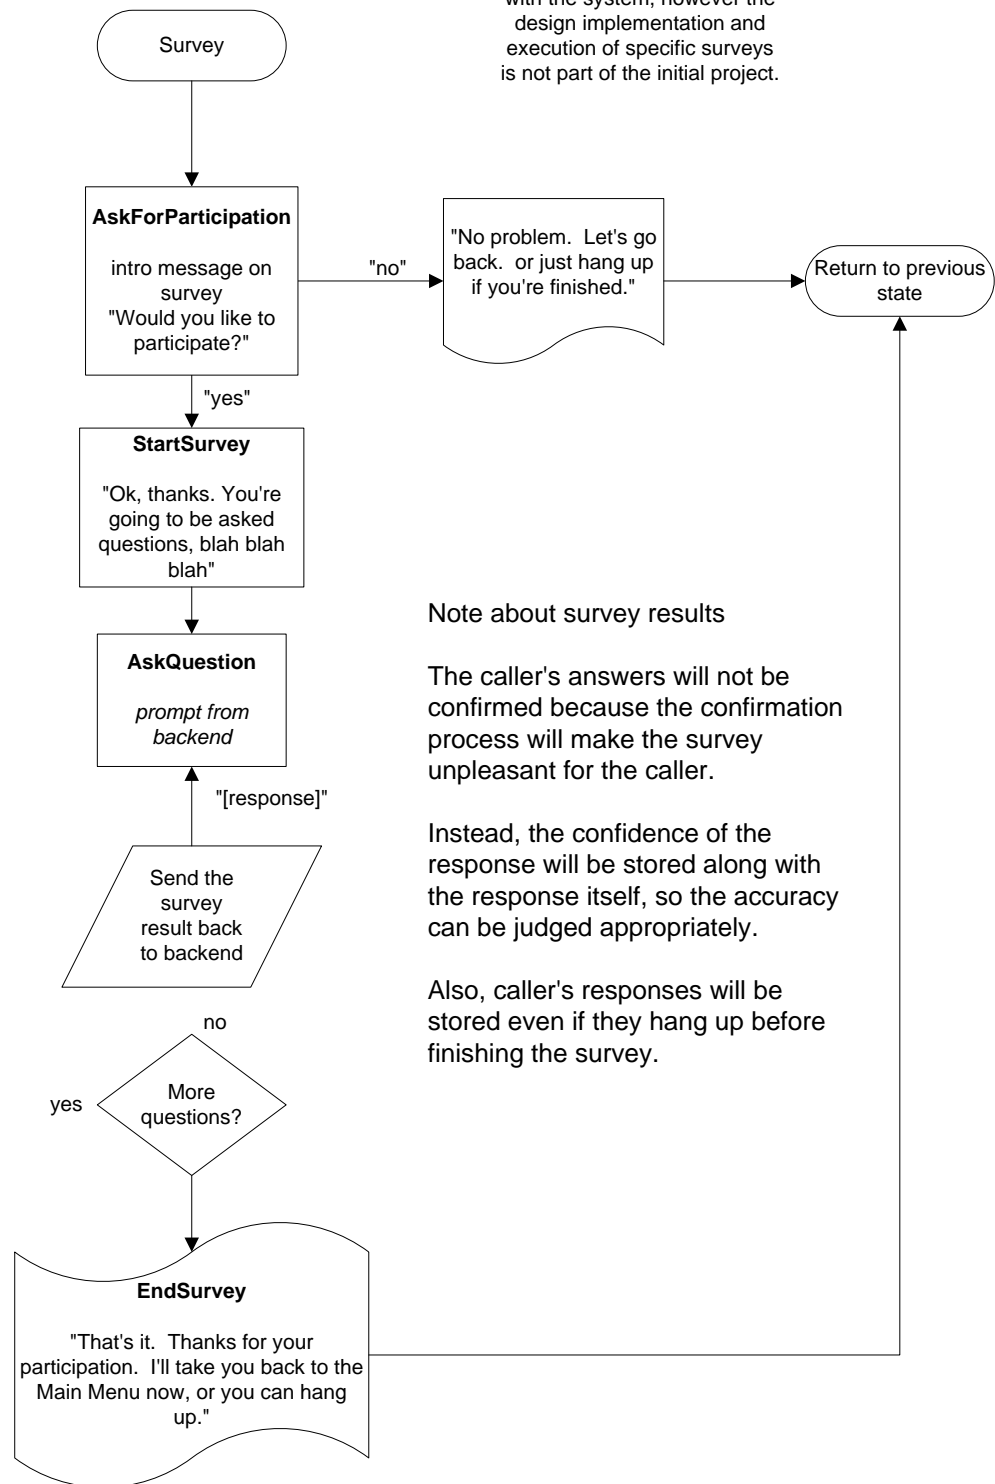 with the system, however the
design implementation and
execution of specific surveys
is not part of the initial project.
Survey
AskForParticipation
intro message on
survey
"Would you like to
participate?"
"no"
"No problem.  Let's go
back.  or just hang up
if you're finished."
Return to previous
state
"yes"
StartSurvey
"Ok, thanks. You're
going to be asked
questions, blah blah
blah"
AskQuestion
prompt from
backend
"[response]"
Send the
survey
result back
to backend
no
yes
More
questions?
EndSurvey
"That's it.  Thanks for your
participation.  I'll take you back to the
Main Menu now, or you can hang
up."
Note about survey results
The caller's answers will not be
confirmed because the confirmation
process will make the survey
unpleasant for the caller.
Instead, the confidence of the
response will be stored along with
the response itself, so the accuracy
can be judged appropriately.
Also, caller's responses will be
stored even if they hang up before
finishing the survey.